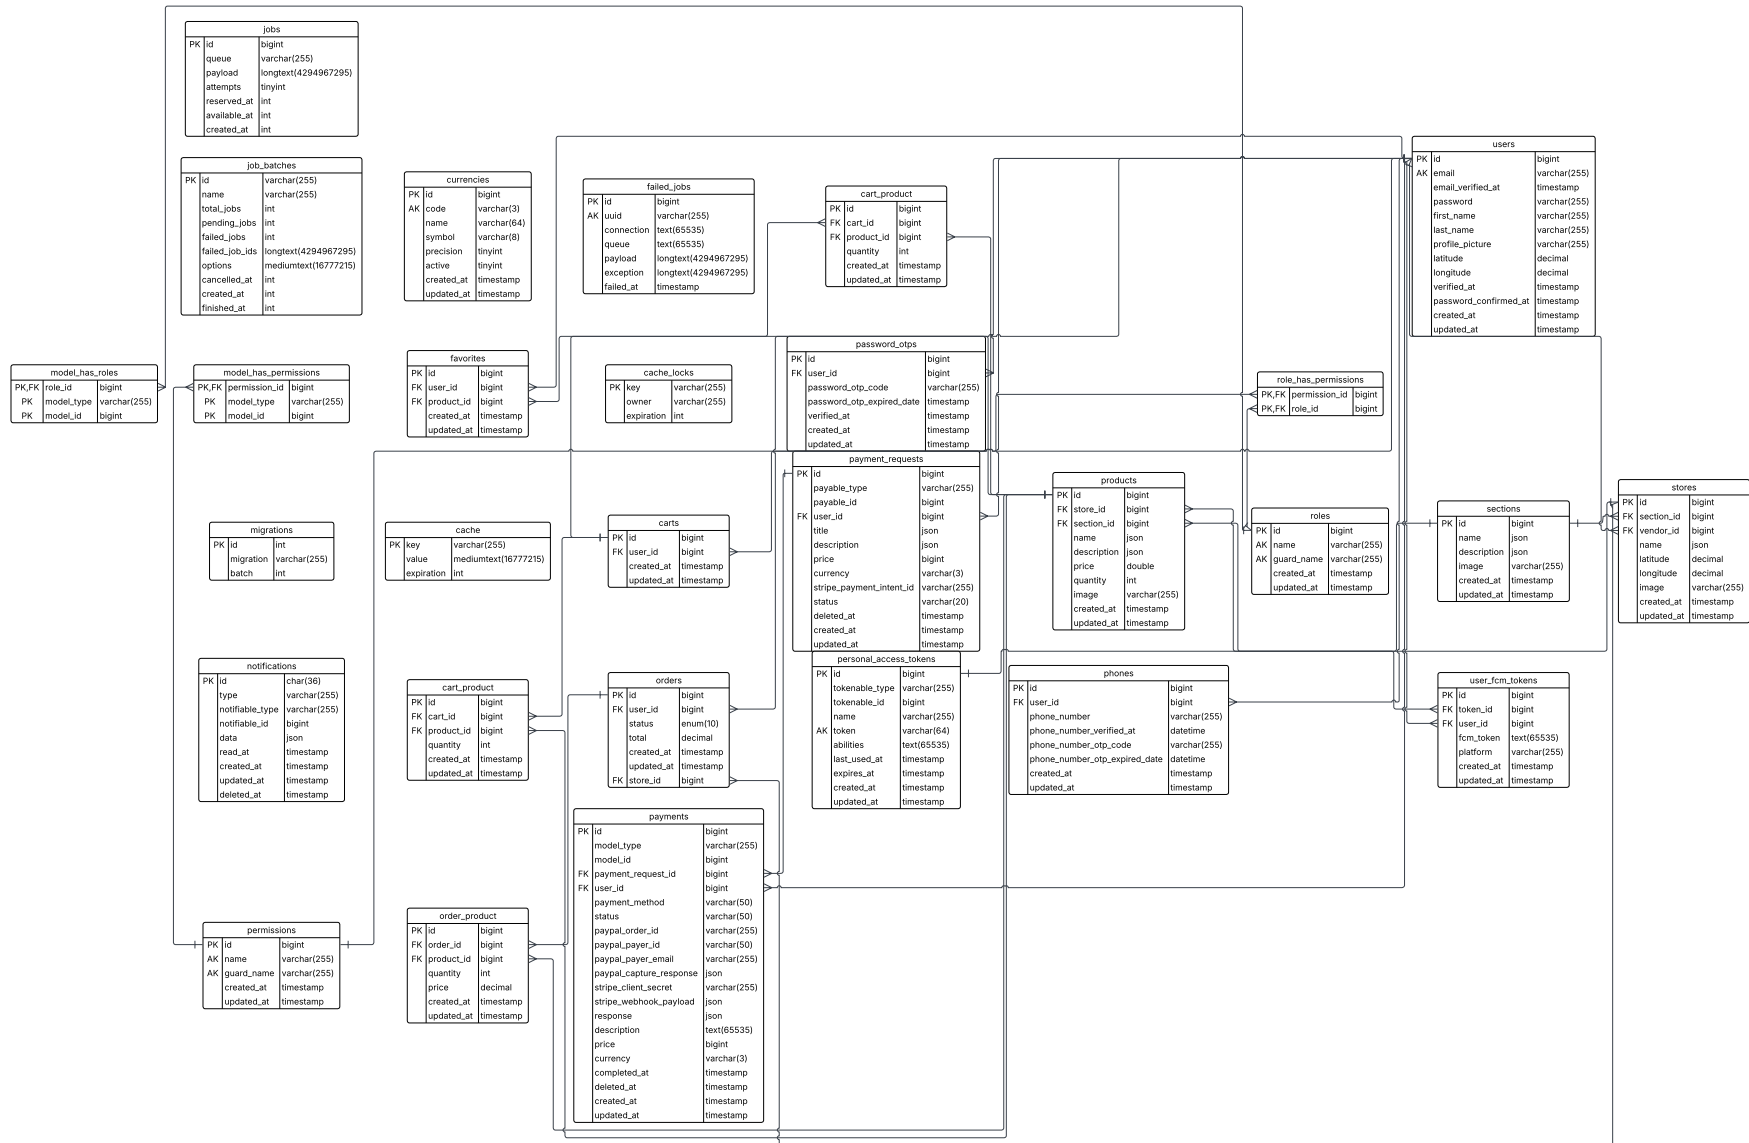 jobs
PK id bigint
queue varchar(255)
payload longtext(4294967295)
attempts tinyint
reserved_at int
available_at int
created_at int
job_batches
PK id varchar(255)
name varchar(255)
total_jobs int
pending_jobs int
failed_jobs int
failed_job_ids longtext(4294967295)
options mediumtext(16777215)
cancelled_at int
created_at int
finished_at int
currencies
PK id bigint
AK code varchar(3)
name varchar(64)
symbol varchar(8)
precision tinyint
active tinyint
created_at timestamp
updated_at timestamp
failed_jobs
PK id bigint
AK uuid varchar(255)
connection text(65535)
queue text(65535)
payload longtext(4294967295)
exception longtext(4294967295)
failed_at timestamp
cart_product
PK id bigint
FK cart_id bigint
FK product_id bigint
quantity int
created_at timestamp
updated_at timestamp
users
PK id bigint
AK email varchar(255)
email_verified_at timestamp
password varchar(255)
first_name varchar(255)
last_name varchar(255)
profile_picture varchar(255)
latitude decimal
longitude decimal
verified_at timestamp
password_confirmed_at timestamp
created_at timestamp
updated_at timestamp
model_has_roles
PK,FK role_id bigint
PK model_type varchar(255)
PK model_id bigint
model_has_permissions
PK,FK permission_id bigint
PK model_type varchar(255)
PK model_id bigint
favorites
PK id bigint
FK user_id bigint
FK product_id bigint
created_at timestamp
updated_at timestamp
cache_locks
PK key varchar(255)
owner varchar(255)
expiration int
password_otps
PK id bigint
FK user_id bigint
password_otp_code varchar(255)
password_otp_expired_date timestamp
verified_at timestamp
created_at timestamp
updated_at timestamp
role_has_permissions
PK,FK permission_id bigint
PK,FK role_id bigint
payment_requests
PK id bigint
payable_type varchar(255)
payable_id bigint
FK user_id bigint
title json
description json
price bigint
currency varchar(3)
stripe_payment_intent_id varchar(255)
status varchar(20)
deleted_at timestamp
created_at timestamp
updated_at timestamp
products
PK id bigint
FK store_id bigint
FK section_id bigint
name json
description json
price double
quantity int
image varchar(255)
created_at timestamp
updated_at timestamp
roles
PK id bigint
AK name varchar(255)
AK guard_name varchar(255)
created_at timestamp
updated_at timestamp
sections
PK id bigint
name json
description json
image varchar(255)
created_at timestamp
updated_at timestamp
stores
PK id bigint
FK section_id bigint
FK vendor_id bigint
name json
latitude decimal
longitude decimal
image varchar(255)
created_at timestamp
updated_at timestamp
migrations
PK id int
migration varchar(255)
batch int
cache
PK key varchar(255)
value mediumtext(16777215)
expiration int
carts
PK id bigint
FK user_id bigint
created_at timestamp
updated_at timestamp
notifications
PK id char(36)
type varchar(255)
notifiable_type varchar(255)
notifiable_id bigint
data json
read_at timestamp
created_at timestamp
updated_at timestamp
deleted_at timestamp
cart_product
PK id bigint
FK cart_id bigint
FK product_id bigint
quantity int
created_at timestamp
updated_at timestamp
orders
PK id bigint
FK user_id bigint
status enum(10)
total decimal
created_at timestamp
updated_at timestamp
FK store_id bigint
personal_access_tokens
PK id bigint
tokenable_type varchar(255)
tokenable_id bigint
name varchar(255)
AK token varchar(64)
abilities text(65535)
last_used_at timestamp
expires_at timestamp
created_at timestamp
updated_at timestamp
phones
PK id bigint
FK user_id bigint
phone_number varchar(255)
phone_number_verified_at datetime
phone_number_otp_code varchar(255)
phone_number_otp_expired_date datetime
created_at timestamp
updated_at timestamp
user_fcm_tokens
PK id bigint
FK token_id bigint
FK user_id bigint
fcm_token text(65535)
platform varchar(255)
created_at timestamp
updated_at timestamp
payments
PK id bigint
model_type varchar(255)
model_id bigint
FK payment_request_id bigint
FK user_id bigint
payment_method varchar(50)
status varchar(50)
paypal_order_id varchar(255)
paypal_payer_id varchar(50)
paypal_payer_email varchar(255)
paypal_capture_response json
stripe_client_secret varchar(255)
stripe_webhook_payload json
response json
description text(65535)
price bigint
currency varchar(3)
completed_at timestamp
deleted_at timestamp
created_at timestamp
updated_at timestamp
permissions
PK id bigint
AK name varchar(255)
AK guard_name varchar(255)
created_at timestamp
updated_at timestamp
order_product
PK id bigint
FK order_id bigint
FK product_id bigint
quantity int
price decimal
created_at timestamp
updated_at timestamp